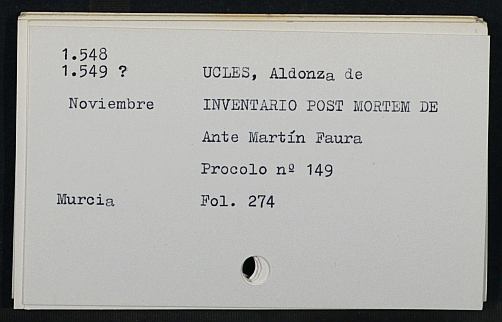 1.548
1.549 ? UCLES, Aldonza de
Noviembre INVENTARIO POST MORTEM DE
Ante Martín Faura
Procolo nº 149
Murcia Fol. 274